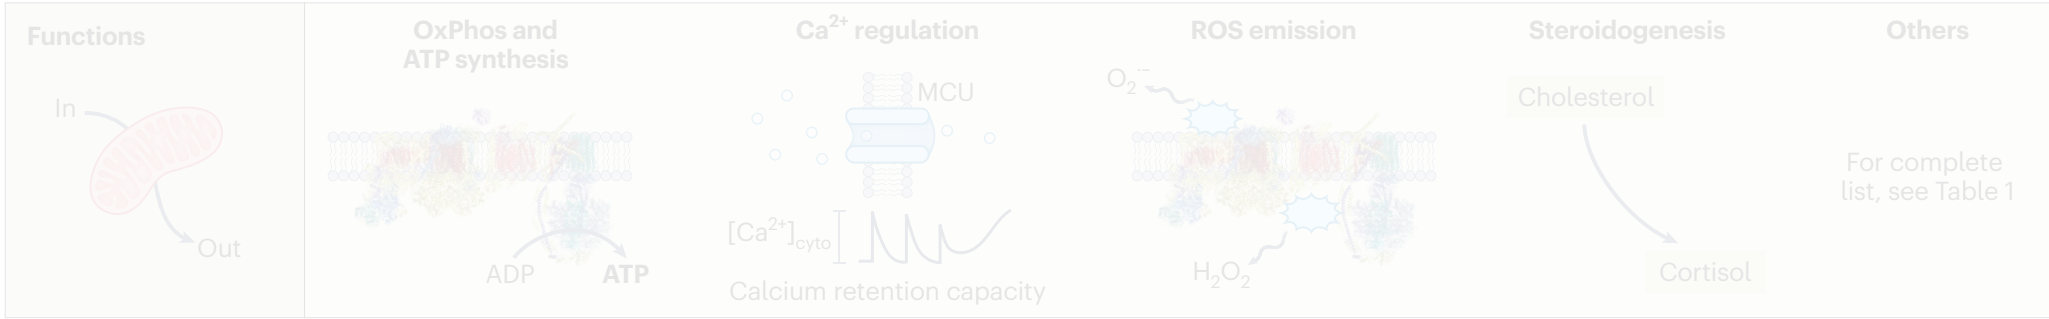 Functions
In
Out
OxPhos and
ATP synthesis
ADP
ATP
Ca²⁺ regulation
MCU
[Ca²⁺]cyto
Calcium retention capacity
ROS emission
O₂˙⁻
H₂O₂
Steroidogenesis
Cholesterol
Cortisol
Others
For complete
list, see Table 1